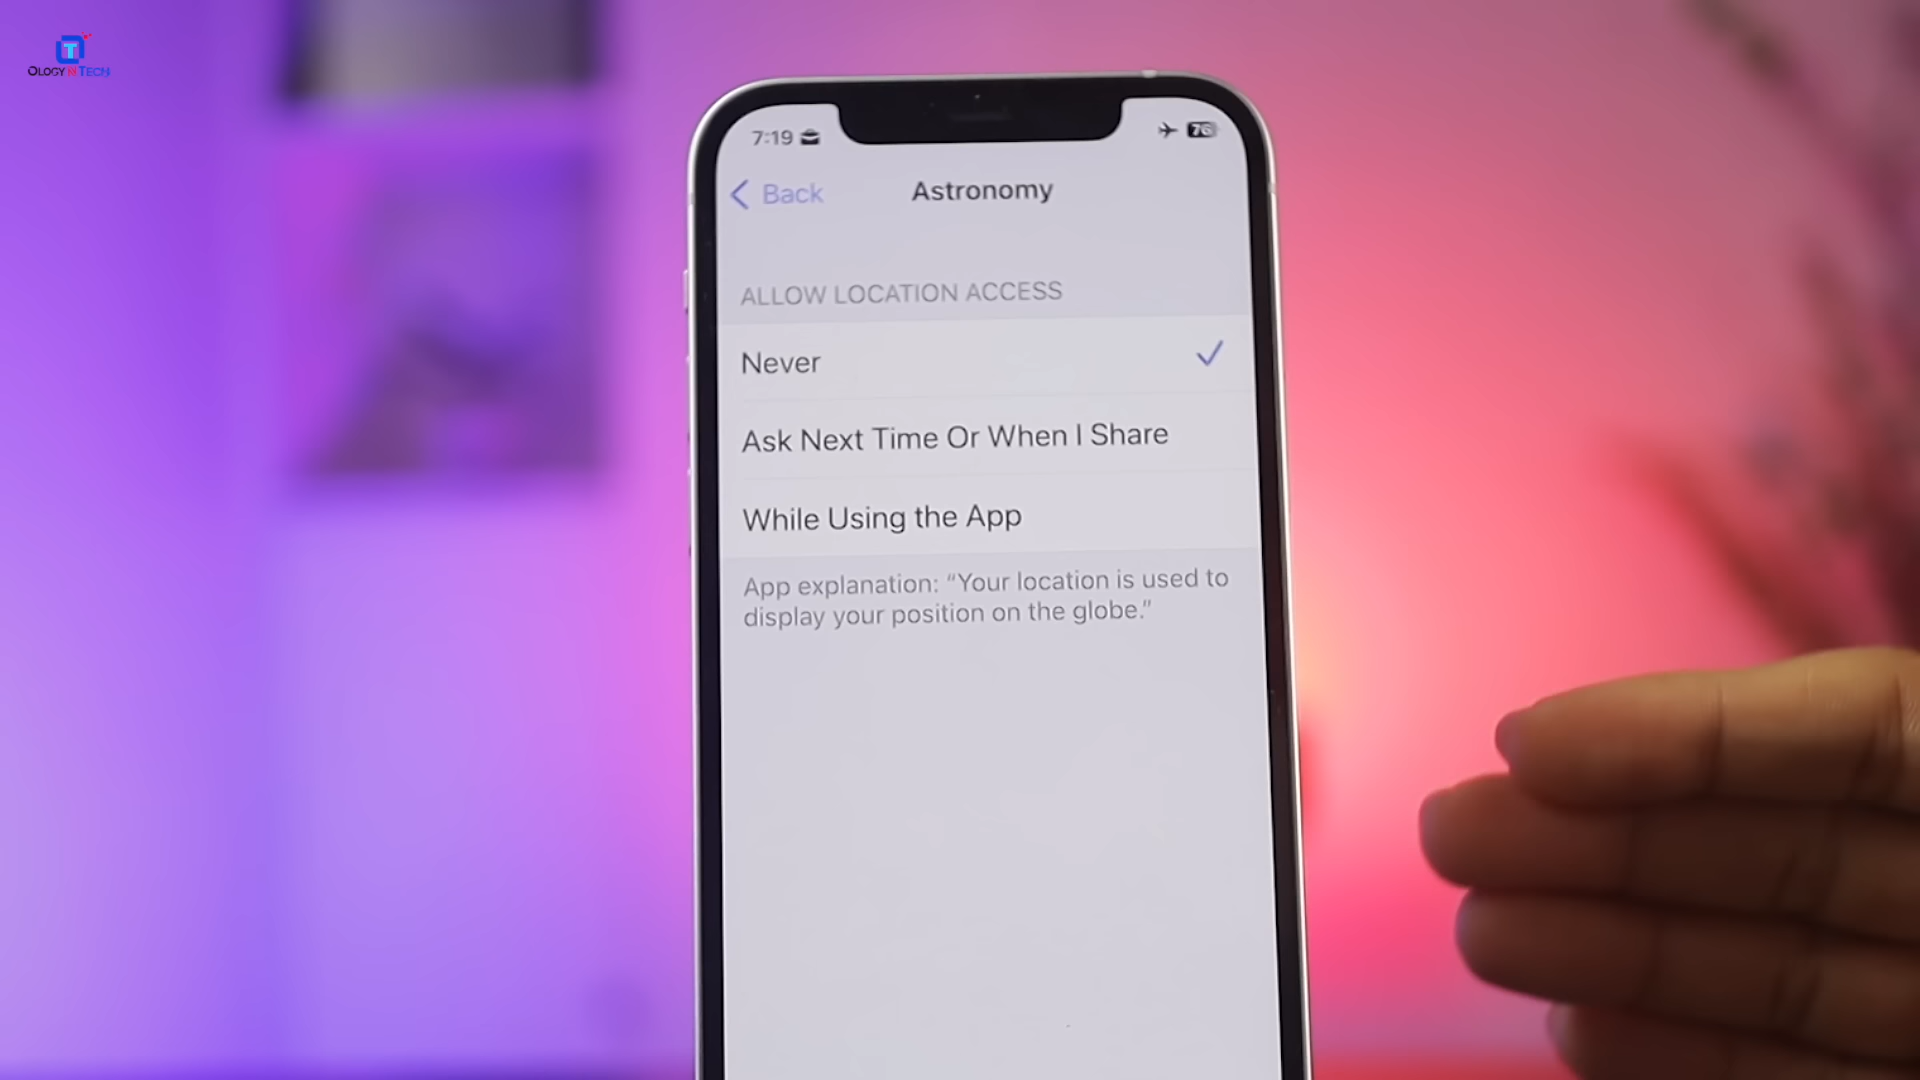 OLOGY N TECH
7:19
76
Back
Astronomy
ALLOW LOCATION ACCESS
Never
Ask Next Time Or When I Share
While Using the App
App explanation: “Your location is used to
display your position on the globe.”